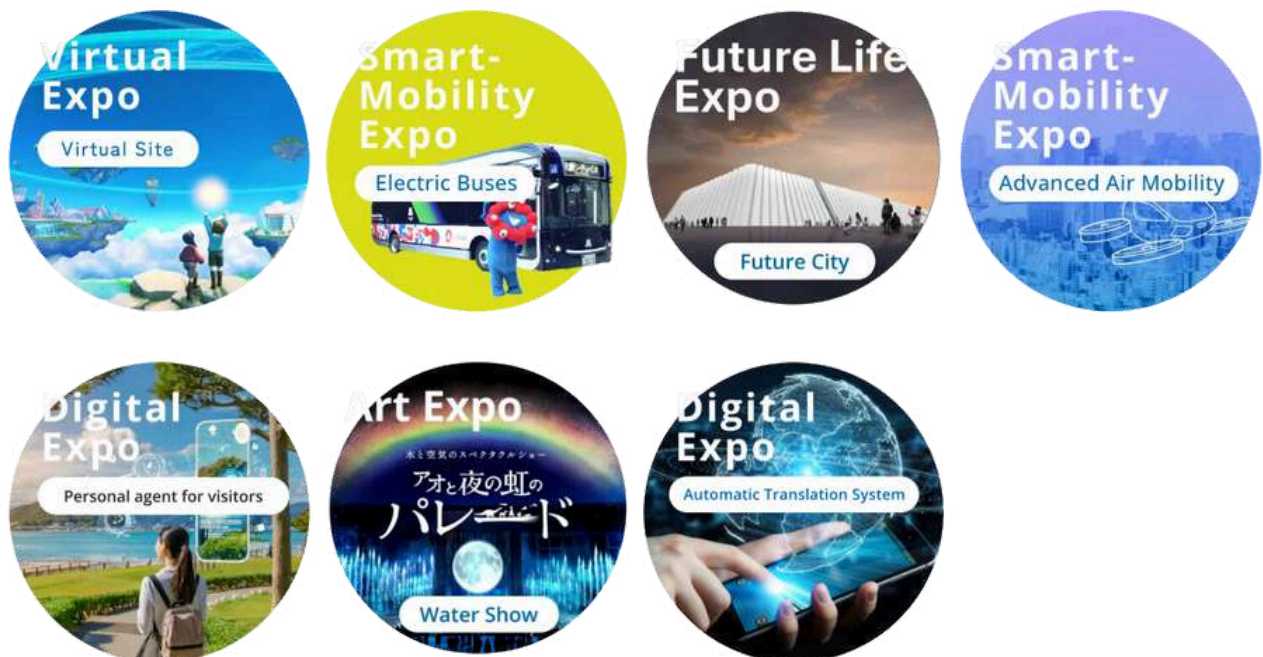 Virtual
Expo
Virtual Site
Smart-
Mobility
Expo
Electric Buses
Future Life
Expo
Future City
Smart-
Mobility
Expo
Advanced Air Mobility
Digital
Expo
Personal agent for visitors
Art Expo
水と空気のスペクタクルショー
アオと夜の虹の
パレード
Water Show
Digital
Expo
Automatic Translation System